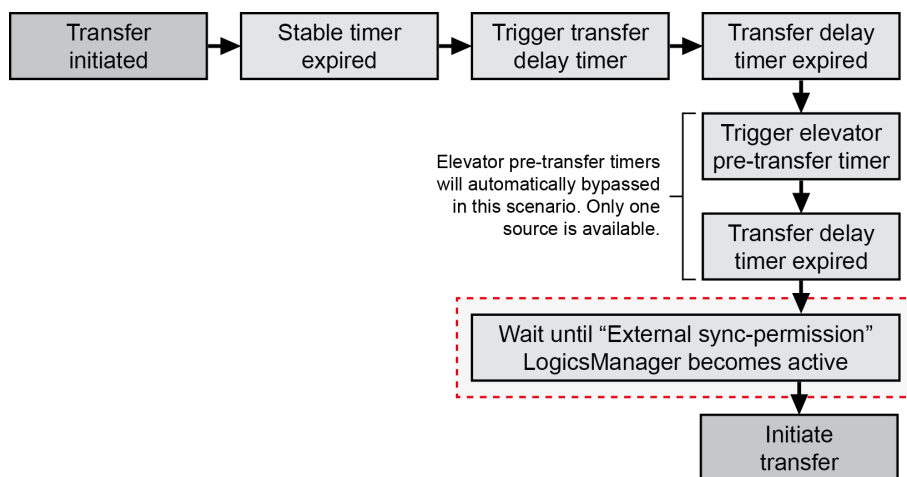 Transfer
initiated
Stable timer
expired
Trigger transfer
delay timer
Transfer delay
timer expired
Trigger elevator
pre-transfer timer
Elevator pre-transfer timers
will automatically bypassed
in this scenario. Only one
source is available.
Transfer delay
timer expired
Wait until “External sync-permission”
LogicsManager becomes active
Initiate
transfer